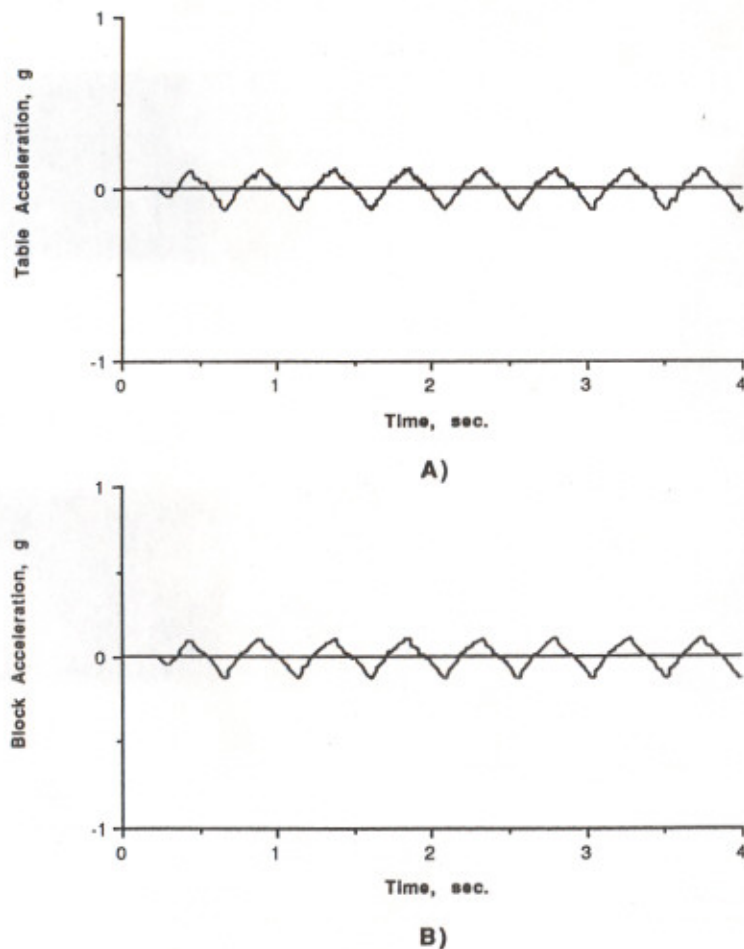 1
Table Acceleration, g
0
-1
0 1 2 3 4
Time, sec.
A)
1
Block Acceleration, g
0
-1
0 1 2 3 4
Time, sec.
B)